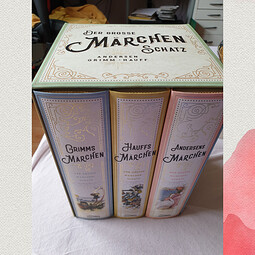 DER GROSSE
MÄRCHEN
SCHATZ
ANDERSEN
GRIMM · HAUFF
GRIMMS
MÄRCHEN
HAUFFS
MÄRCHEN
ANDERSENS
MÄRCHEN